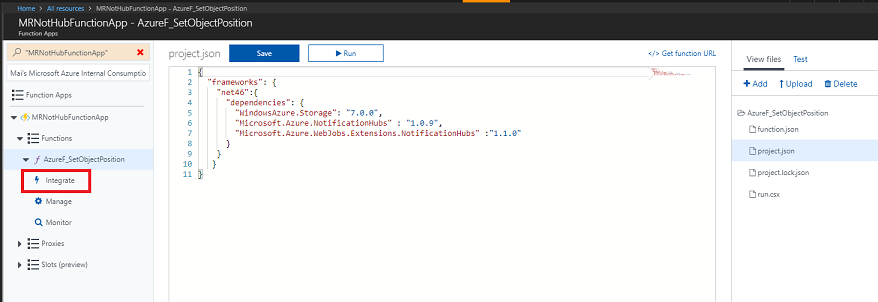 Home > All resources > MRNotHubFunctionApp - AzureF_SetObjectPosition
MRNotHubFunctionApp - AzureF_SetObjectPosition
Function Apps
"MRNotHubFunctionApp"
Mai's Microsoft Azure Internal Consumptio
Function Apps
MRNotHubFunctionApp
Functions
AzureF_SetObjectPosition
Integrate
Manage
Monitor
Proxies
Slots (preview)
project.json
Save
Run
</> Get function URL
1 {
2 "frameworks": {
3 "net46":{
4 "dependencies": {
5 "WindowsAzure.Storage": "7.0.0",
6 "Microsoft.Azure.NotificationHubs" : "1.0.9",
7 "Microsoft.Azure.WebJobs.Extensions.NotificationHubs" :"1.1.0"
8 }
9 }
10 }
11 }
View files
Test
Add
Upload
Delete
AzureF_SetObjectPosition
function.json
project.json
project.lock.json
run.csx